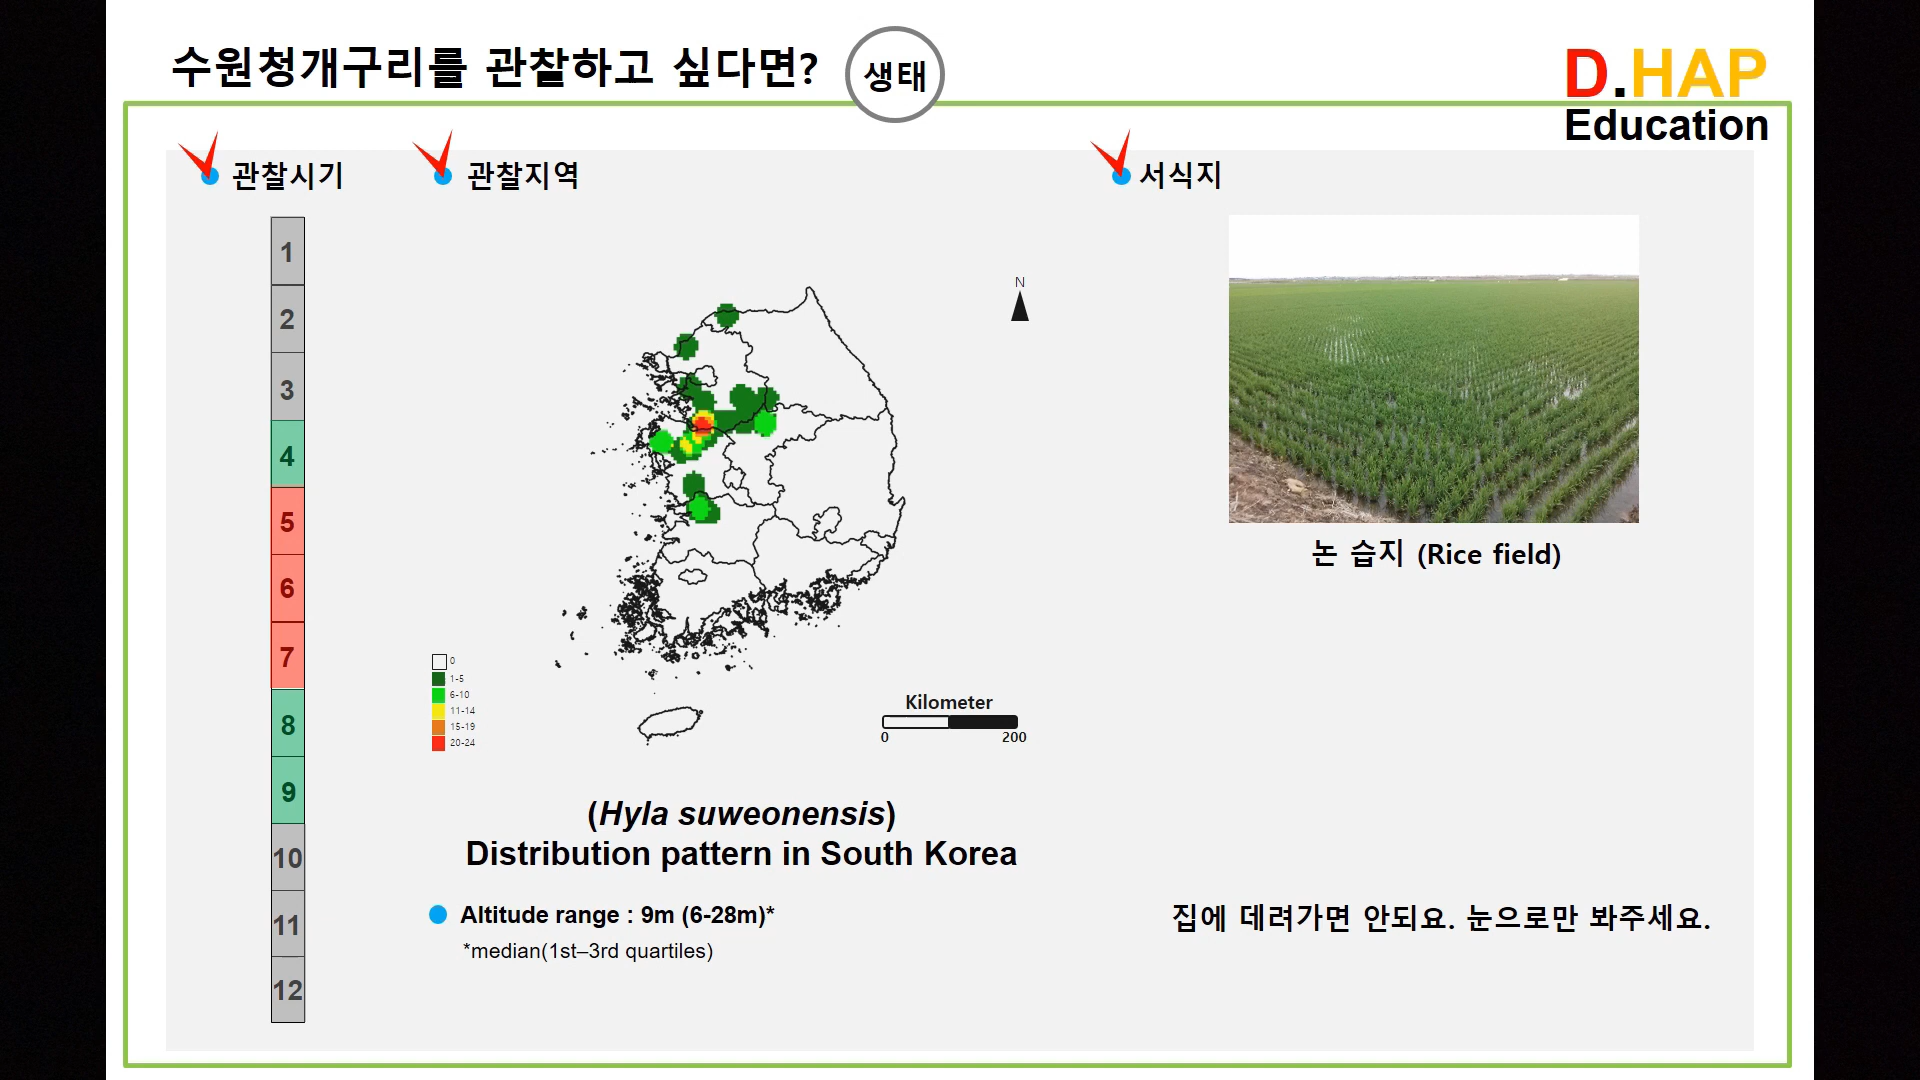 수원청개구리를 관찰하고 싶다면?
생태
D.HAP
Education
관찰시기
관찰지역
서식지
1
2
3
4
5
6
7
8
9
10
11
12
N
0
1-5
6-10
11-14
15-19
20-24
Kilometer
0 200
(Hyla suweonensis)
Distribution pattern in South Korea
Altitude range : 9m (6-28m)*
*median(1st–3rd quartiles)
논 습지 (Rice field)
집에 데려가면 안되요. 눈으로만 봐주세요.